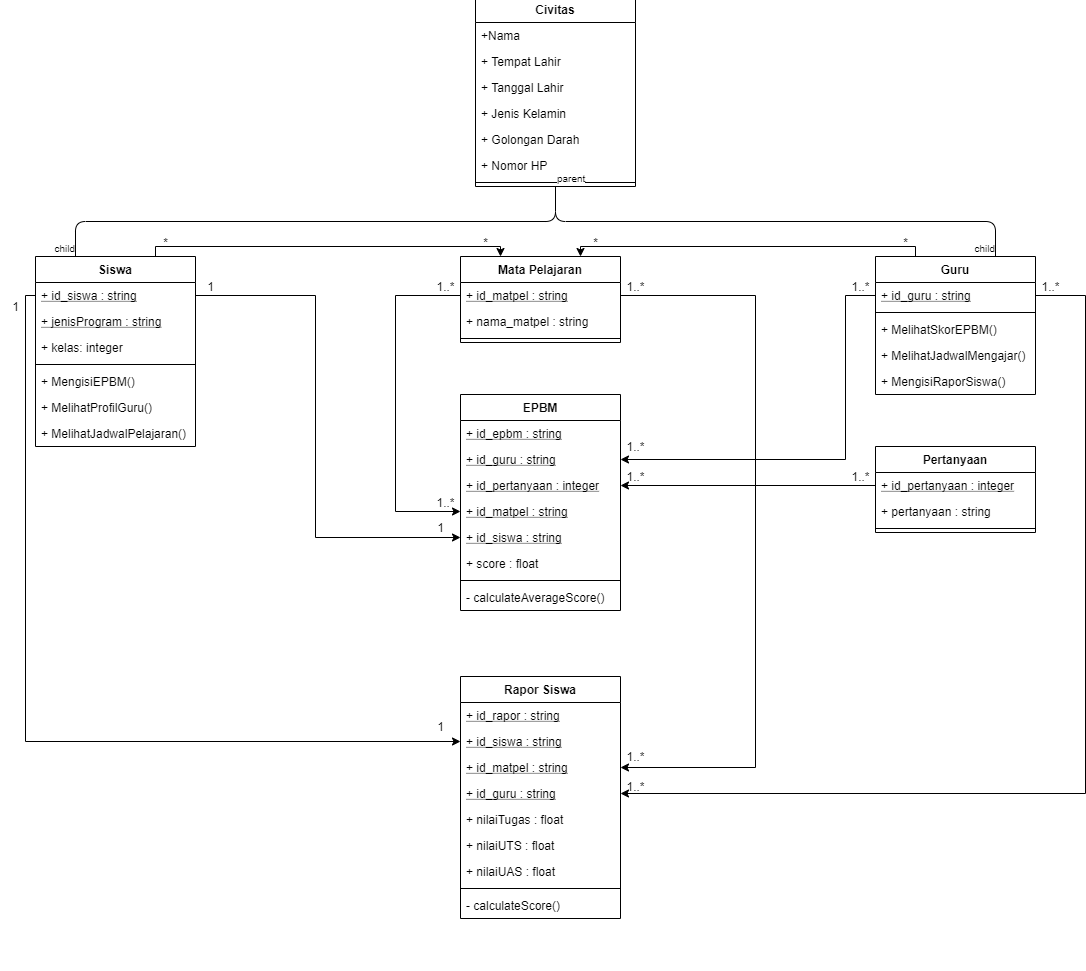 Civitas
+Nama
+ Tempat Lahir
+ Tanggal Lahir
+ Jenis Kelamin
+ Golongan Darah
+ Nomor HP
parent
child
child
*
*
*
*
Siswa
+ id_siswa : string
+ jenisProgram : string
+ kelas: integer
+ MengisiEPBM()
+ MelihatProfilGuru()
+ MelihatJadwalPelajaran()
1
1
Mata Pelajaran
+ id_matpel : string
+ nama_matpel : string
1..*
1..*
Guru
+ id_guru : string
+ MelihatSkorEPBM()
+ MelihatJadwalMengajar()
+ MengisiRaporSiswa()
1..*
1..*
EPBM
+ id_epbm : string
+ id_guru : string
+ id_pertanyaan : integer
+ id_matpel : string
+ id_siswa : string
+ score : float
- calculateAverageScore()
1..*
1..*
1..*
1
Pertanyaan
+ id_pertanyaan : integer
+ pertanyaan : string
1..*
Rapor Siswa
+ id_rapor : string
+ id_siswa : string
+ id_matpel : string
+ id_guru : string
+ nilaiTugas : float
+ nilaiUTS : float
+ nilaiUAS : float
- calculateScore()
1
1..*
1..*